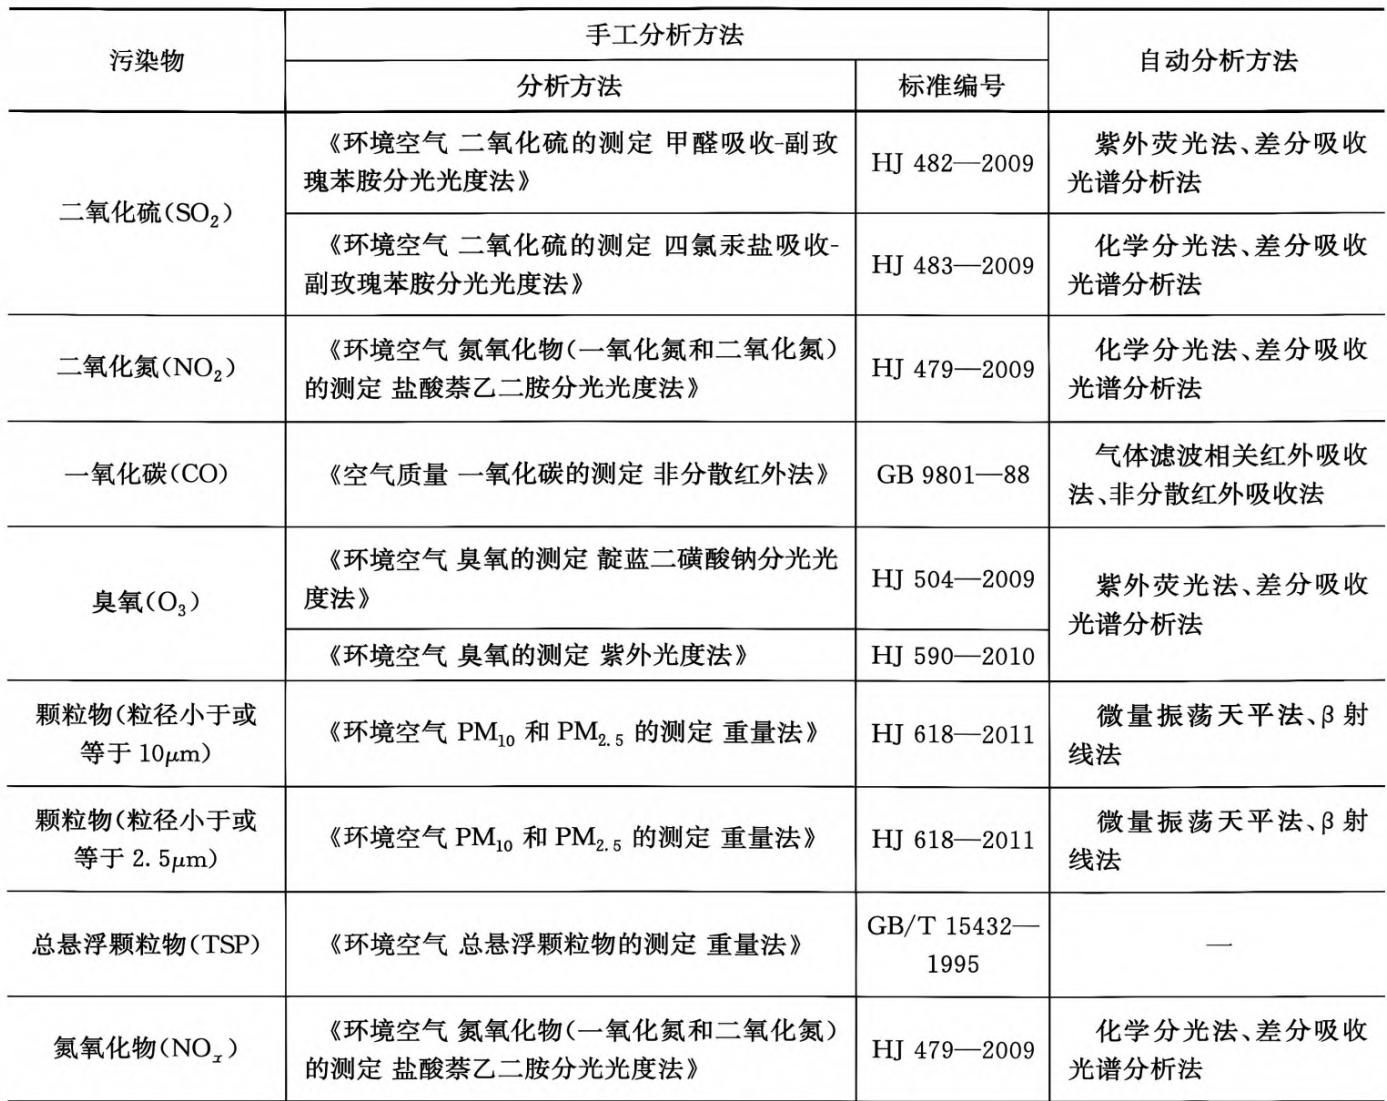 污染物
手工分析方法
自动分析方法
分析方法
标准编号
二氧化硫(SO₂)
《环境空气 二氧化硫的测定 甲醛吸收-副玫
瑰苯胺分光光度法》
HJ 482—2009
紫外荧光法、差分吸收
光谱分析法
《环境空气 二氧化硫的测定 四氯汞盐吸收-
副玫瑰苯胺分光光度法》
HJ 483—2009
化学分光法、差分吸收
光谱分析法
二氧化氮(NO₂)
《环境空气 氮氧化物(一氧化氮和二氧化氮)
的测定 盐酸萘乙二胺分光光度法》
HJ 479—2009
化学分光法、差分吸收
光谱分析法
一氧化碳(CO)
《空气质量 一氧化碳的测定 非分散红外法》
GB 9801—88
气体滤波相关红外吸收
法、非分散红外吸收法
臭氧(O₃)
《环境空气 臭氧的测定 靛蓝二磺酸钠分光光
度法》
HJ 504—2009
紫外荧光法、差分吸收
光谱分析法
《环境空气 臭氧的测定 紫外光度法》
HJ 590—2010
颗粒物(粒径小于或
等于 10μm)
《环境空气 PM₁₀ 和 PM₂.₅ 的测定 重量法》
HJ 618—2011
微量振荡天平法、β 射
线法
颗粒物(粒径小于或
等于 2.5μm)
《环境空气 PM₁₀ 和 PM₂.₅ 的测定 重量法》
HJ 618—2011
微量振荡天平法、β 射
线法
总悬浮颗粒物(TSP)
《环境空气 总悬浮颗粒物的测定 重量法》
GB/T 15432—
1995
—
氮氧化物(NOₓ)
《环境空气 氮氧化物(一氧化氮和二氧化氮)
的测定 盐酸萘乙二胺分光光度法》
HJ 479—2009
化学分光法、差分吸收
光谱分析法